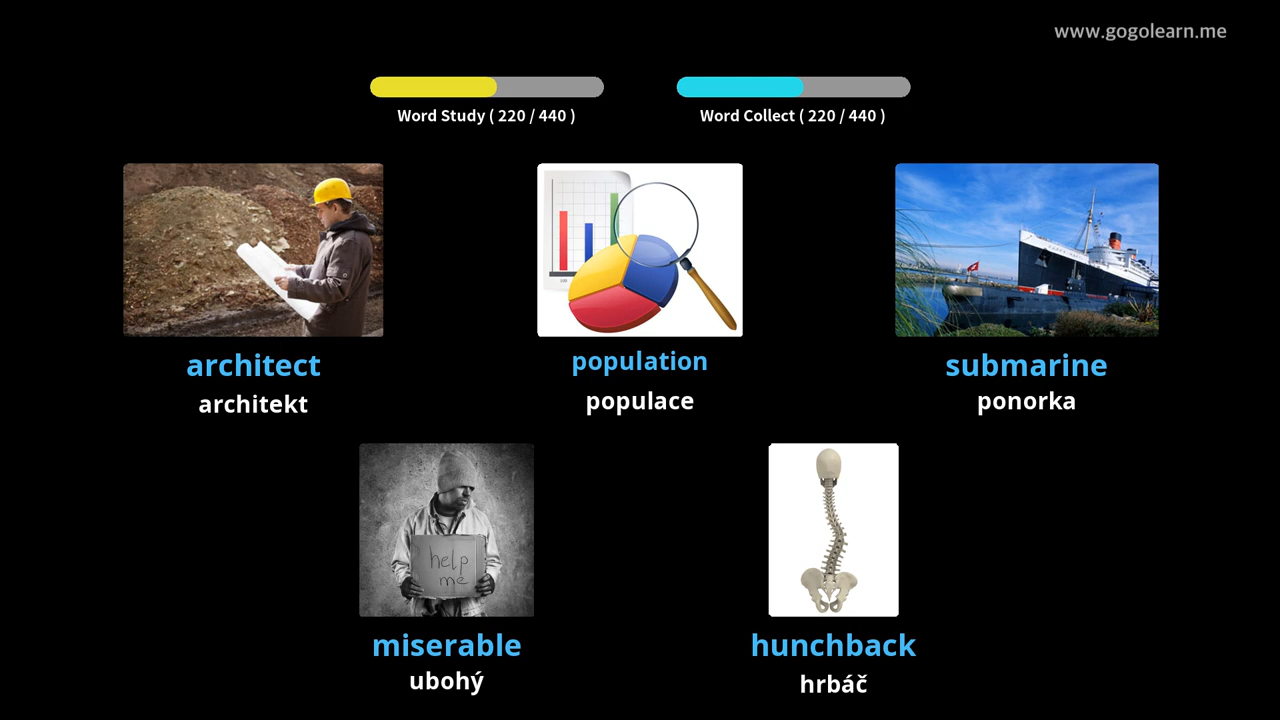 www.gogolearn.me
Word Study ( 220 / 440 )
Word Collect ( 220 / 440 )
architect
architekt
population
populace
submarine
ponorka
help
me
miserable
ubohý
hunchback
hrbáč